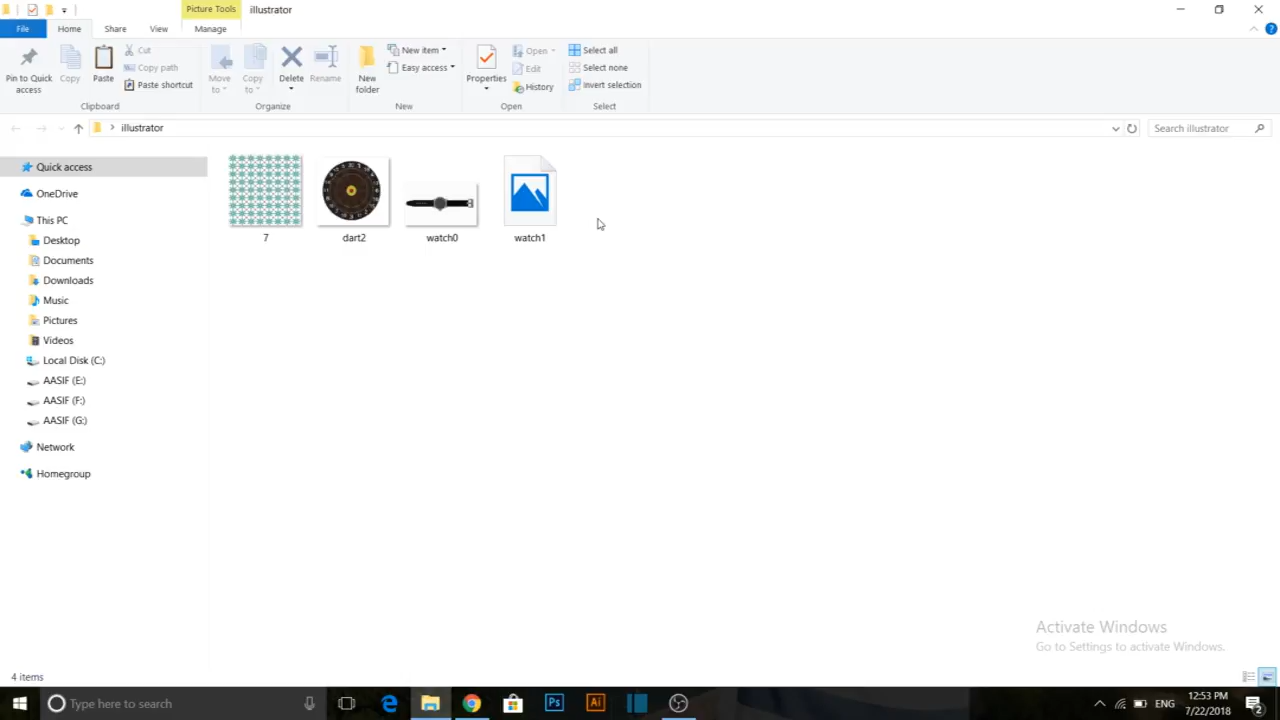 Picture Tools illustrator
File Home Share View Manage
Pin to Quick access
Copy
Paste
Cut
Copy path
Paste shortcut
Clipboard
Move to
Copy to
Delete
Rename
Organize
New folder
New item
Easy access
New
Properties
Open
Edit
History
Open
Select all
Select none
Invert selection
Select
illustrator
Search illustrator
Quick access
OneDrive
This PC
Desktop
Documents
Downloads
Music
Pictures
Videos
Local Disk (C:)
AASIF (E:)
AASIF (F:)
AASIF (G:)
Network
Homegroup
7 dart2 watch0 watch1
Activate Windows
Go to Settings to activate Windows.
4 items
Type here to search
Ps
Ai
ENG
12:53 PM
7/22/2018
2